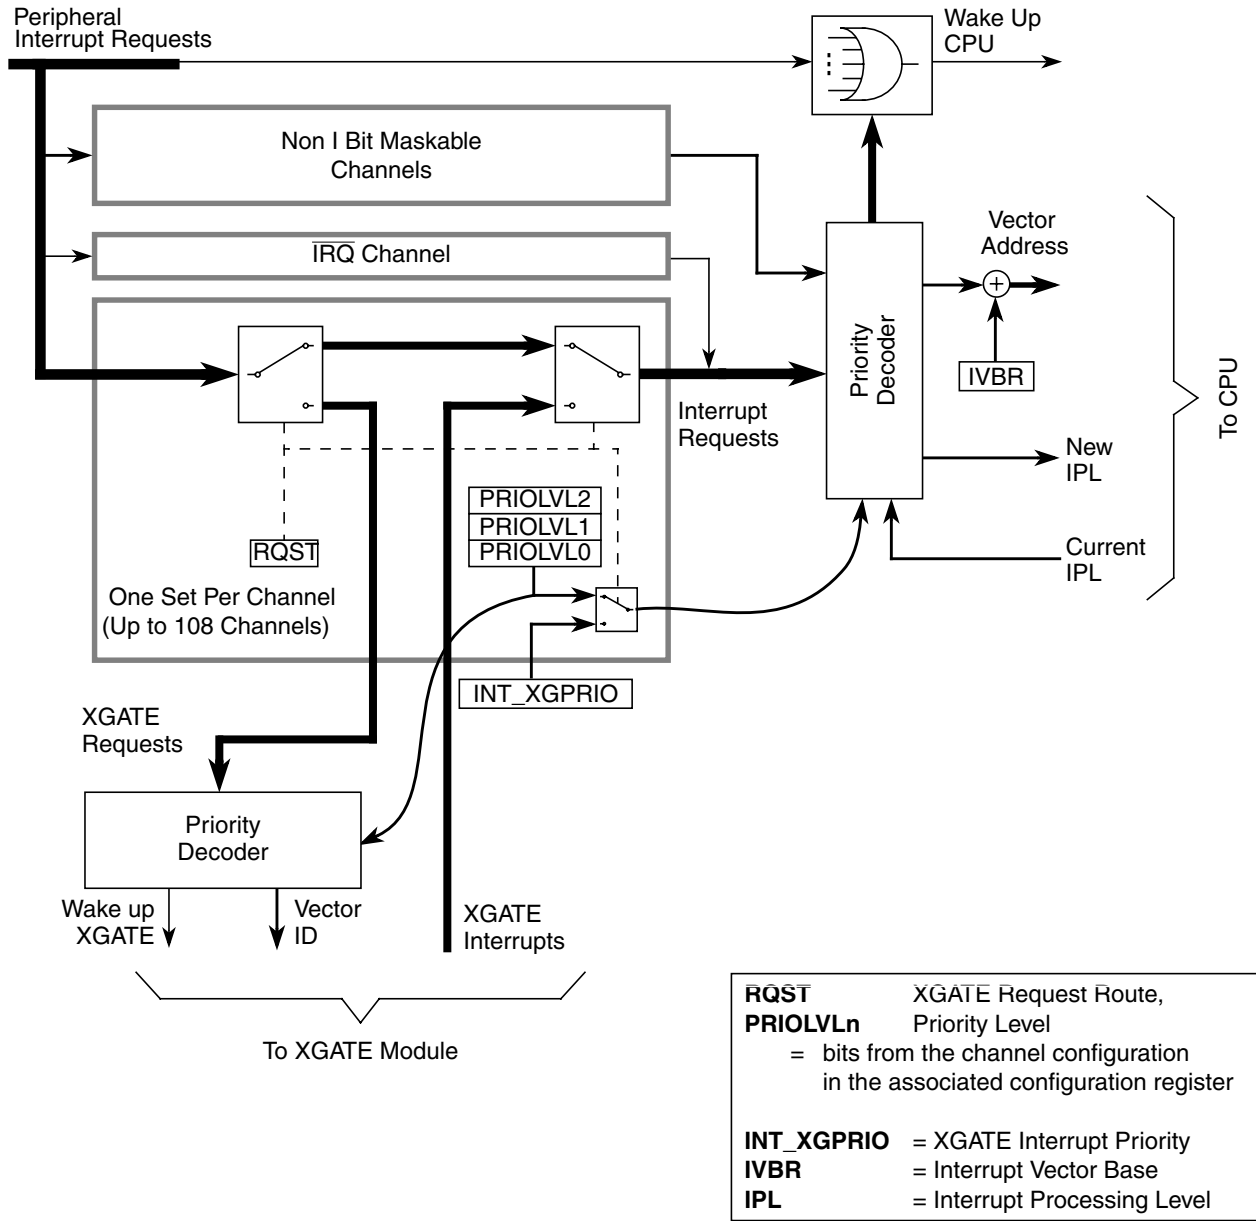 Peripheral
Interrupt Requests
Wake Up
CPU
Non I Bit Maskable
Channels
IRQ Channel
Vector
Address
Priority
Decoder
IVBR
To CPU
Interrupt
Requests
New
IPL
PRIOLVL2
PRIOLVL1
PRIOLVL0
RQST
Current
IPL
One Set Per Channel
(Up to 108 Channels)
INT_XGPRIO
XGATE
Requests
Priority
Decoder
Wake up
XGATE
Vector
ID
XGATE
Interrupts
To XGATE Module
RQST XGATE Request Route,
PRIOLVLn Priority Level
= bits from the channel configuration
in the associated configuration register
INT_XGPRIO = XGATE Interrupt Priority
IVBR = Interrupt Vector Base
IPL = Interrupt Processing Level